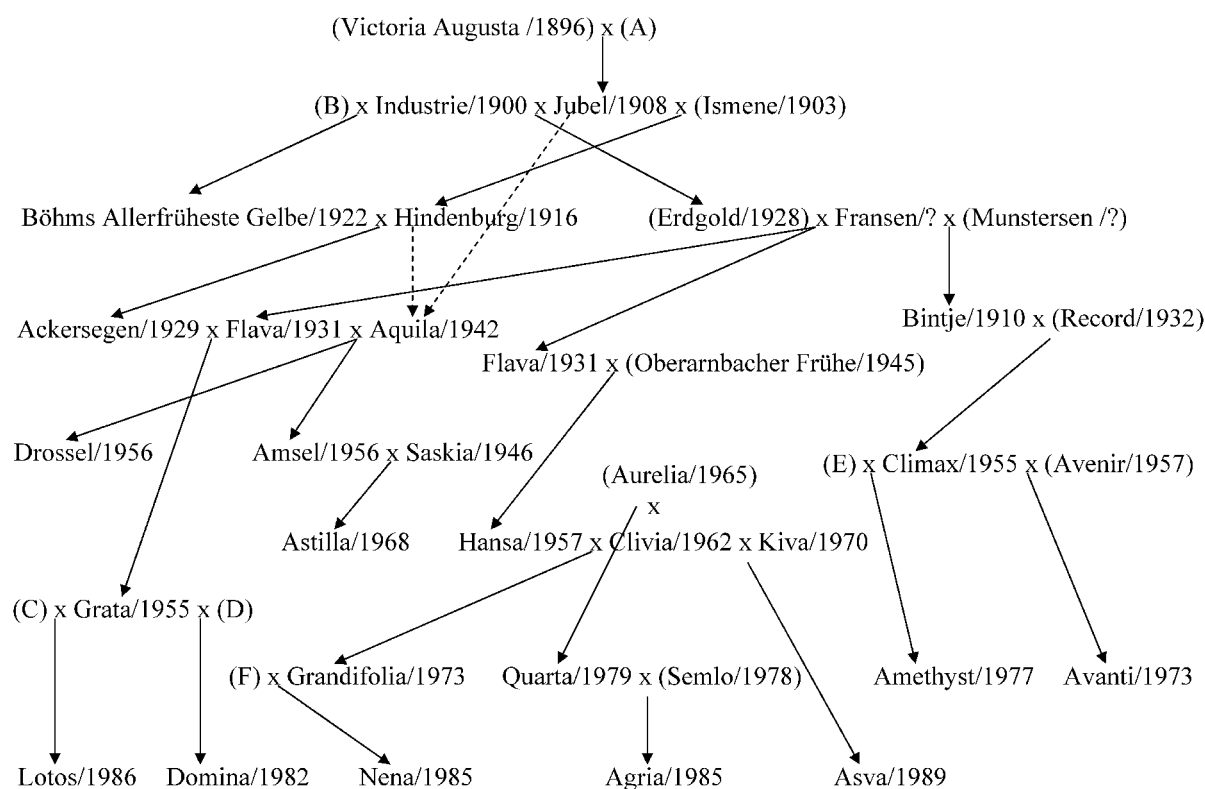 (Victoria Augusta /1896) x (A)
(B) x Industrie/1900 x Jubel/1908 x (Ismene/1903)
Böhms Allerfrüheste Gelbe/1922 x Hindenburg/1916
(Erdgold/1928) x Fransen/? x (Munstersen /?)
Ackersegen/1929 x Flava/1931 x Aquila/1942
Bintje/1910 x (Record/1932)
Flava/1931 x (Oberarnbacher Frühe/1945)
Drossel/1956
Amsel/1956 x Saskia/1946
(E) x Climax/1955 x (Avenir/1957)
(Aurelia/1965)
x
Astilla/1968
Hansa/1957 x Clivia/1962 x Kiva/1970
(C) x Grata/1955 x (D)
(F) x Grandifolia/1973
Quarta/1979 x (Semlo/1978)
Amethyst/1977
Avanti/1973
Lotos/1986
Domina/1982
Nena/1985
Agria/1985
Asva/1989